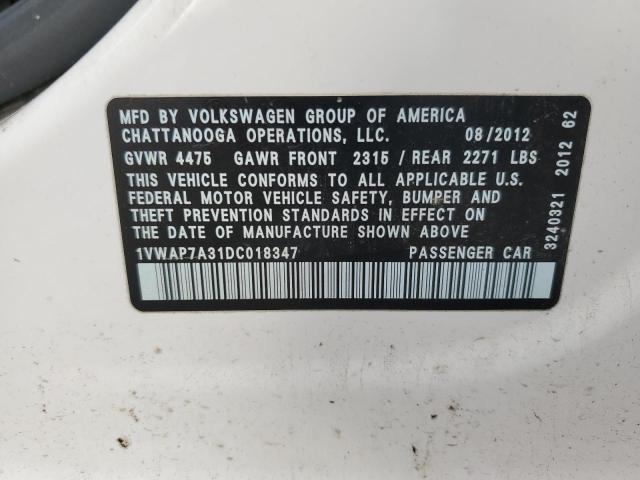 MFD BY VOLKSWAGEN GROUP OF AMERICA
CHATTANOOGA OPERATIONS, LLC. 08/2012
GVWR 4475 GAWR FRONT 2315 / REAR 2271 LBS
THIS VEHICLE CONFORMS TO ALL APPLICABLE U.S.
FEDERAL MOTOR VEHICLE SAFETY, BUMPER AND
THEFT PREVENTION STANDARDS IN EFFECT ON
THE DATE OF MANUFACTURE SHOWN ABOVE
1VWAP7A31DC018347 PASSENGER CAR
3240321 2012 62